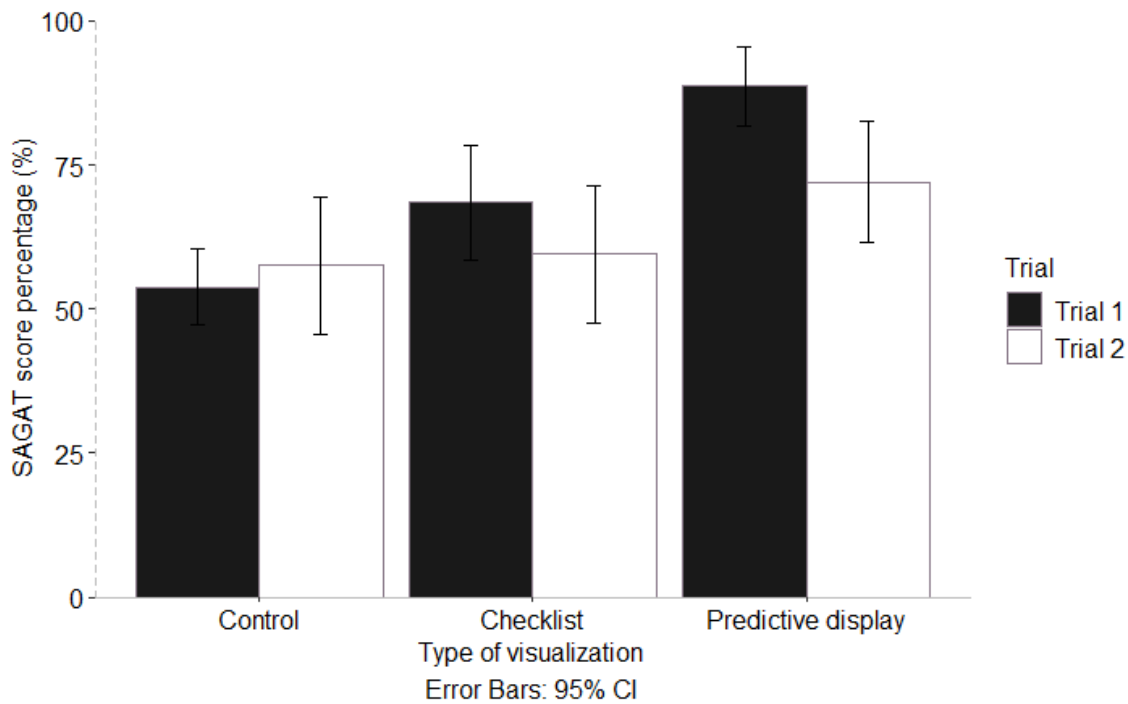 100
75
50
25
0
SAGAT score percentage (%)
Control
Checklist
Predictive display
Type of visualization
Error Bars: 95% CI
Trial
Trial 1
Trial 2